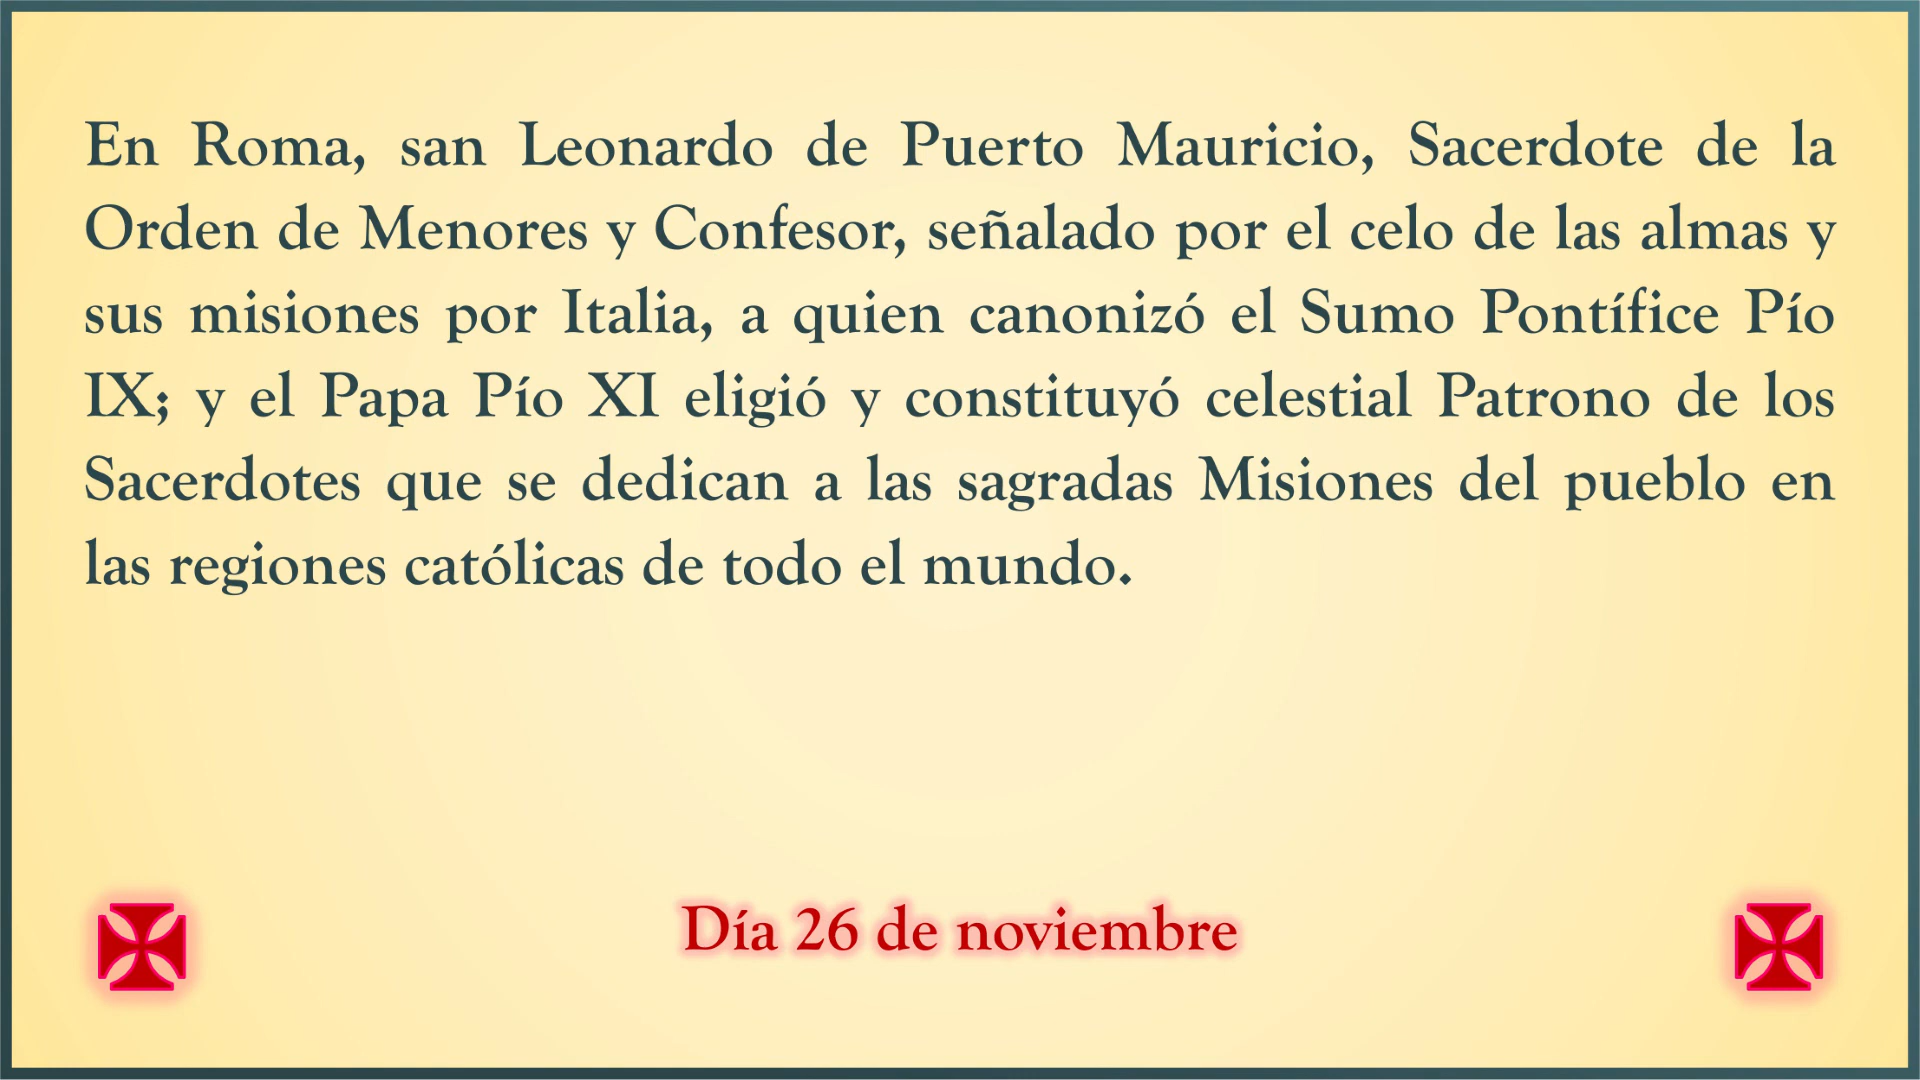 En Roma, san Leonardo de Puerto Mauricio, Sacerdote de la
Orden de Menores y Confesor, señalado por el celo de las almas y
sus misiones por Italia, a quien canonizó el Sumo Pontífice Pío
IX; y el Papa Pío XI eligió y constituyó celestial Patrono de los
Sacerdotes que se dedican a las sagradas Misiones del pueblo en
las regiones católicas de todo el mundo.
Día 26 de noviembre